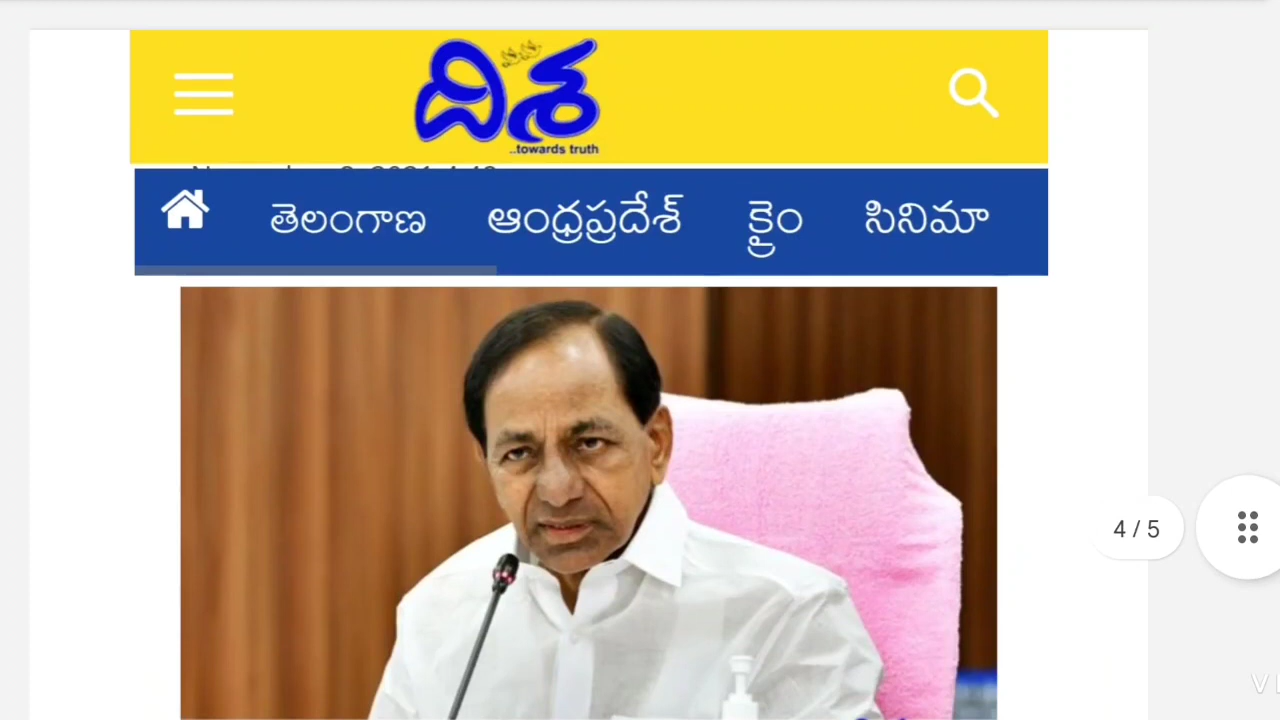 దిశ
..towards truth
తెలంగాణ ఆంధ్రప్రదేశ్ క్రైం సినిమా
4 / 5